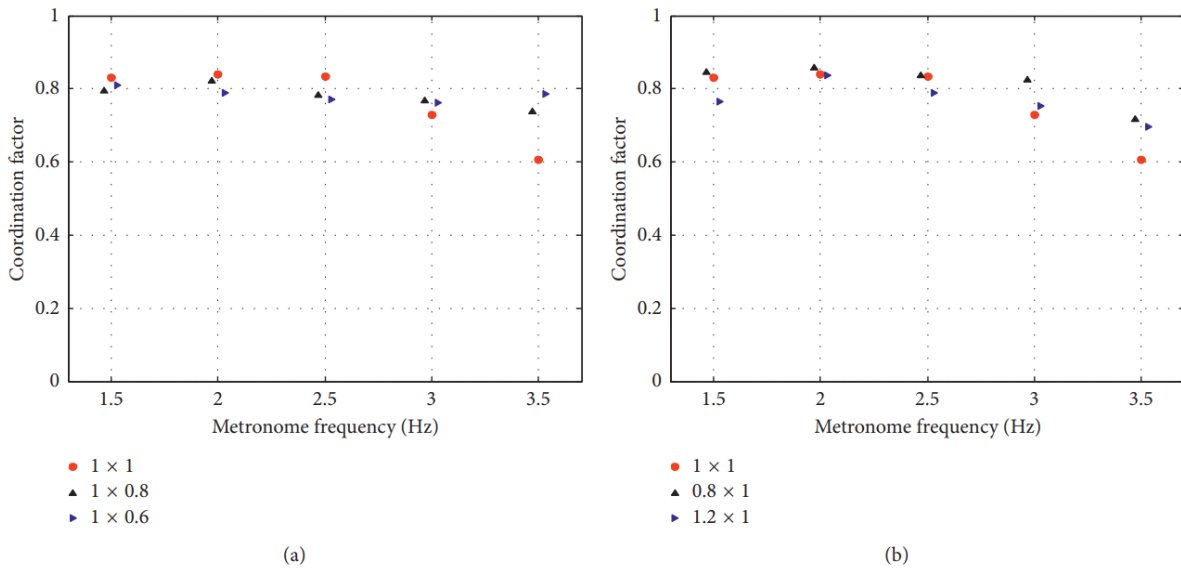 1
0.8
0.6
0.4
0.2
0
Coordination factor
1.5 2 2.5 3 3.5
Metronome frequency (Hz)
1 × 1
1 × 0.8
1 × 0.6
(a)
1
0.8
0.6
0.4
0.2
0
Coordination factor
1.5 2 2.5 3 3.5
Metronome frequency (Hz)
1 × 1
0.8 × 1
1.2 × 1
(b)